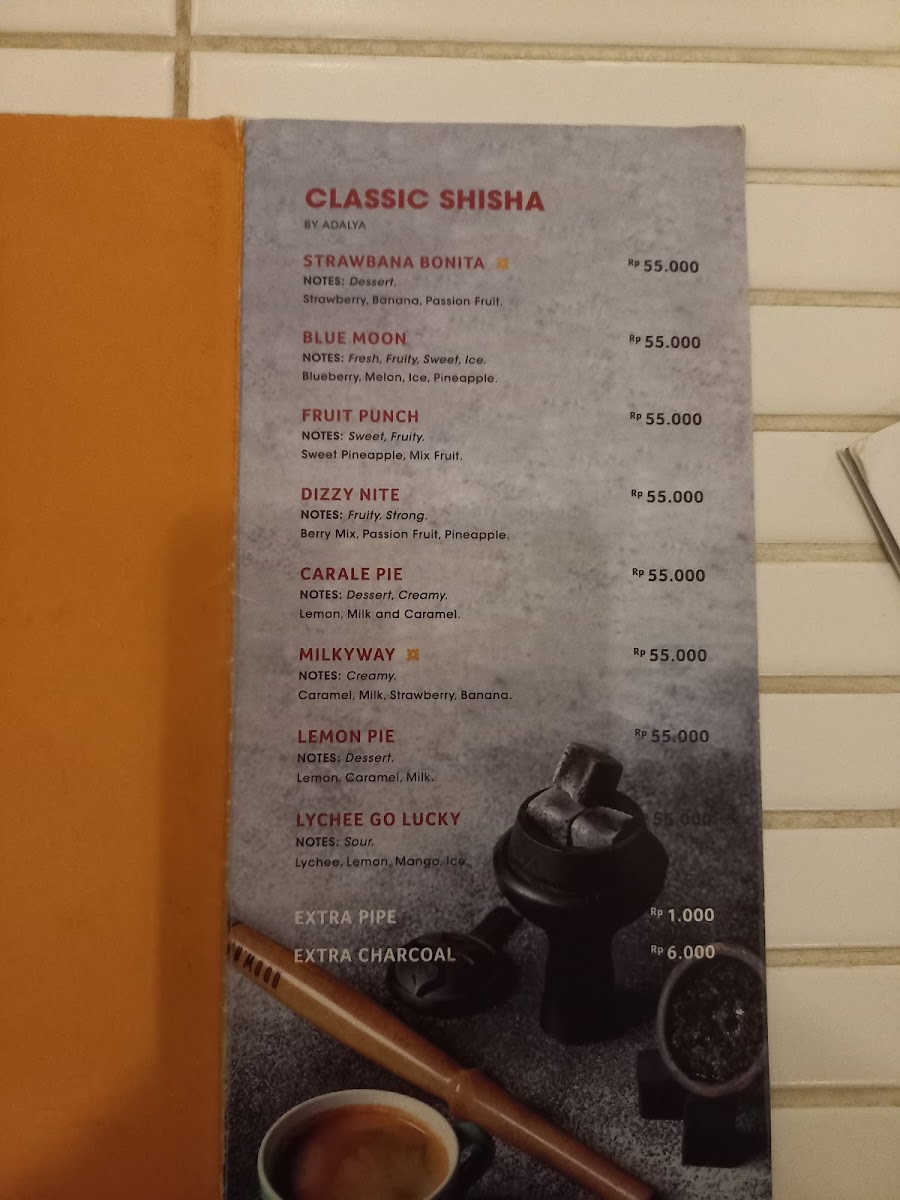 CLASSIC SHISHA
BY ADALYA
STRAWBANA BONITA Rp 55.000
NOTES: Dessert.
Strawberry, Banana, Passion Fruit.
BLUE MOON Rp 55.000
NOTES: Fresh, Fruity, Sweet, Ice.
Blueberry, Melon, Ice, Pineapple.
FRUIT PUNCH Rp 55.000
NOTES: Sweet, Fruity.
Sweet Pineapple, Mix Fruit.
DIZZY NITE Rp 55.000
NOTES: Fruity, Strong.
Berry Mix, Passion Fruit, Pineapple.
CARALE PIE Rp 55.000
NOTES: Dessert, Creamy.
Lemon, Milk and Caramel.
MILKYWAY Rp 55.000
NOTES: Creamy.
Caramel, Milk, Strawberry, Banana.
LEMON PIE Rp 55.000
NOTES: Dessert.
Lemon, Caramel, Milk.
LYCHEE GO LUCKY 55.000
NOTES: Sour.
Lychee, Lemon, Mango, Ice.
EXTRA PIPE Rp 1.000
EXTRA CHARCOAL Rp 6.000